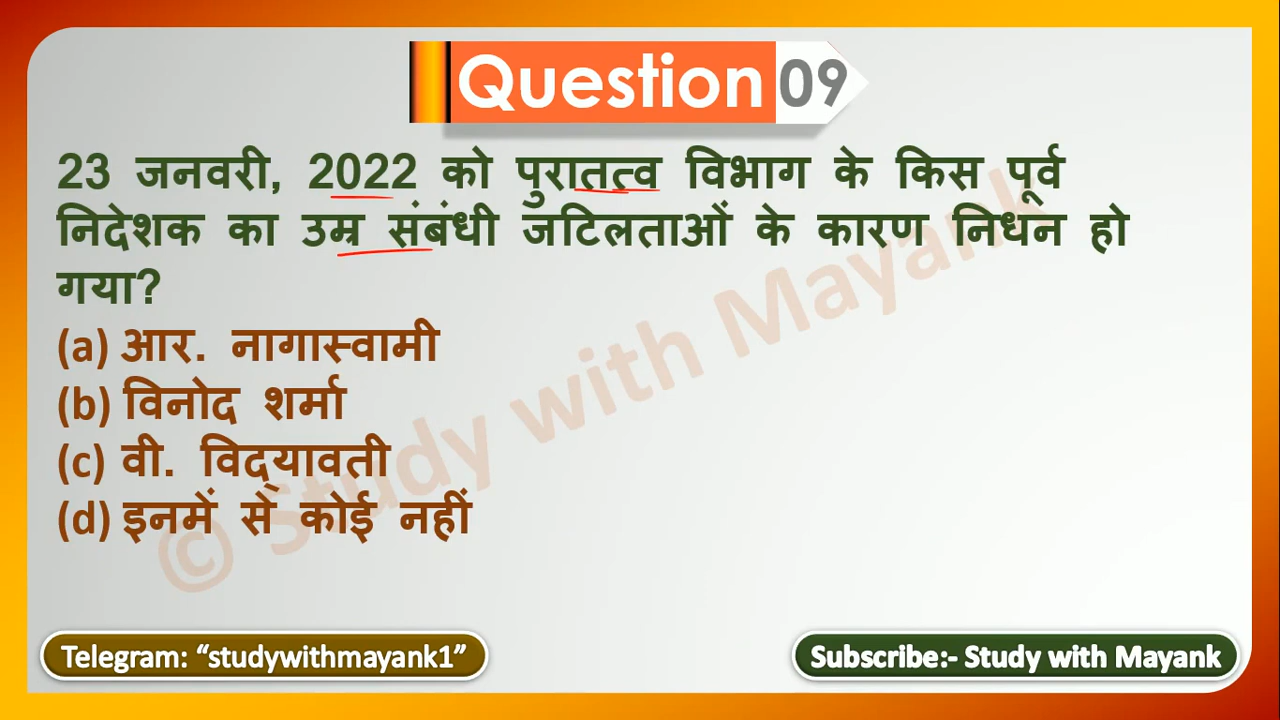 Question 09
23 जनवरी, 2022 को पुरातत्व विभाग के किस पूर्व
निदेशक का उम्र संबंधी जटिलताओं के कारण निधन हो
गया?
(a) आर. नागास्वामी
(b) विनोद शर्मा
(c) वी. विद्यावती
(d) इनमें से कोई नहीं
© Study with Mayank
Telegram: “studywithmayank1”
Subscribe:- Study with Mayank